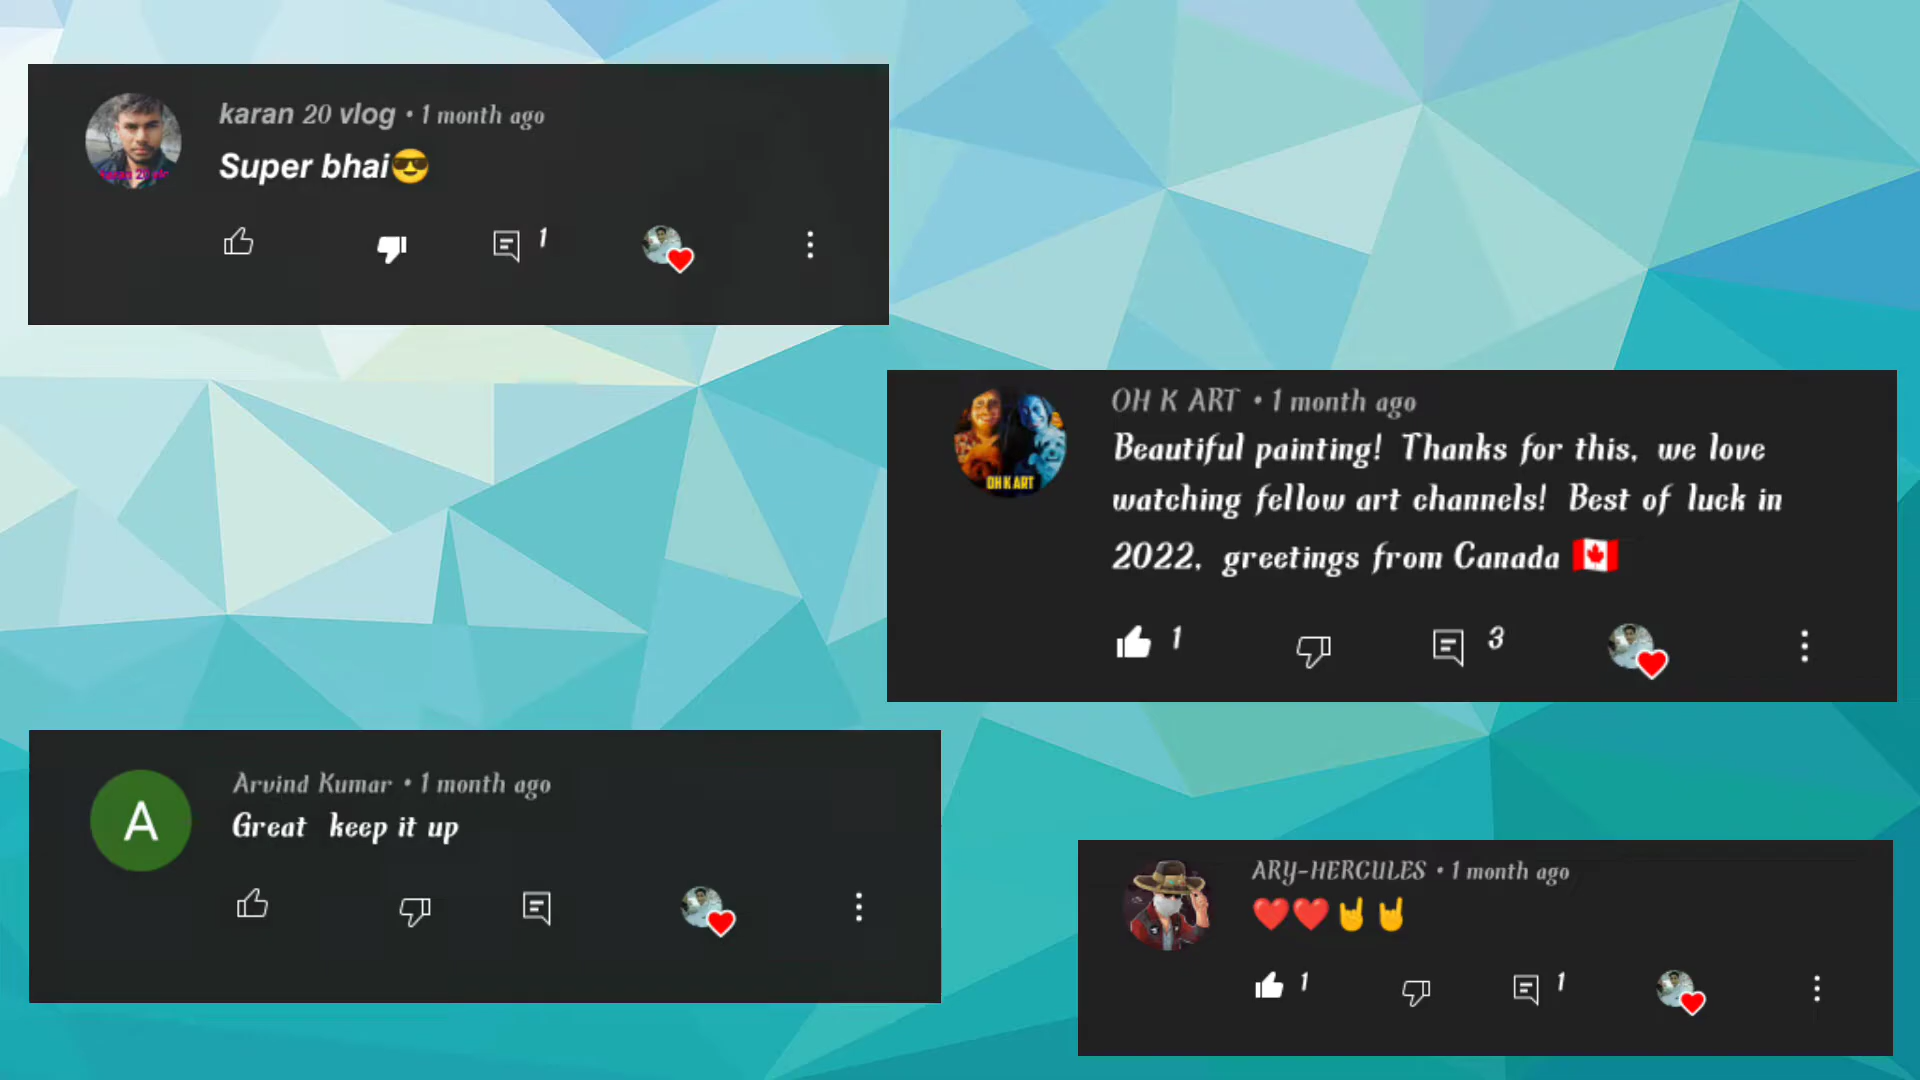 karan 20 vlog • 1 month ago
Super bhai😎
1
OH K ART • 1 month ago
Beautiful painting! Thanks for this, we love
watching fellow art channels! Best of luck in
2022, greetings from Canada 🇨🇦
OH K ART
1 3
Arvind Kumar • 1 month ago
A
Great keep it up
ARY-HERCULES • 1 month ago
❤️❤️🤘🤘
1 1